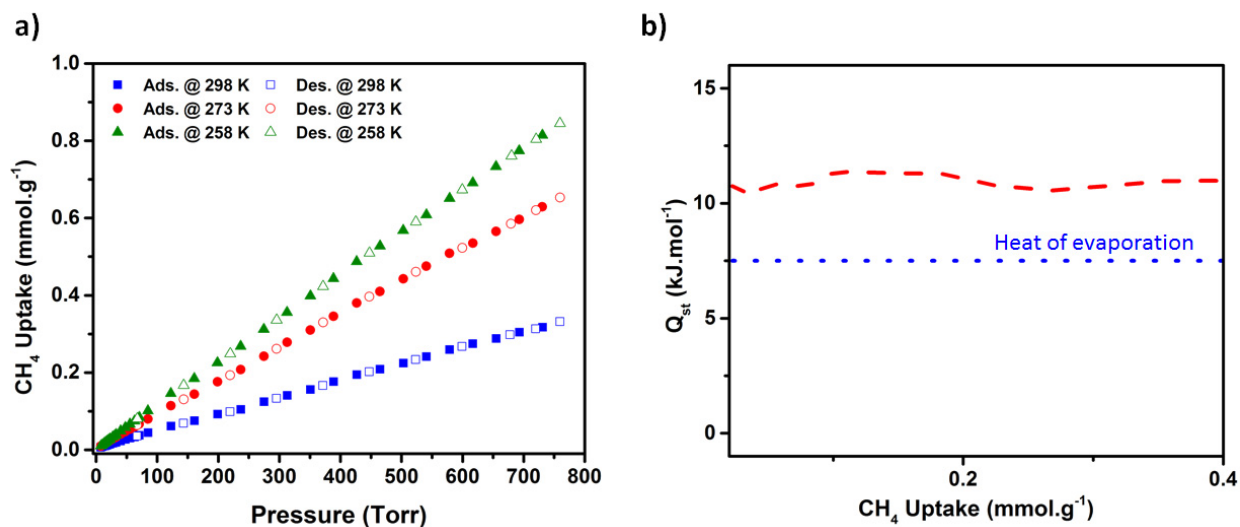 a)
CH₄ Uptake (mmol.g⁻¹)
1.0
0.8
0.6
0.4
0.2
0.0
Ads. @ 298 K Des. @ 298 K
Ads. @ 273 K Des. @ 273 K
Ads. @ 258 K Des. @ 258 K
0 100 200 300 400 500 600 700 800
Pressure (Torr)
b)
Qst (kJ.mol⁻¹)
15
10
5
0
Heat of evaporation
0.2 0.4
CH₄ Uptake (mmol.g⁻¹)